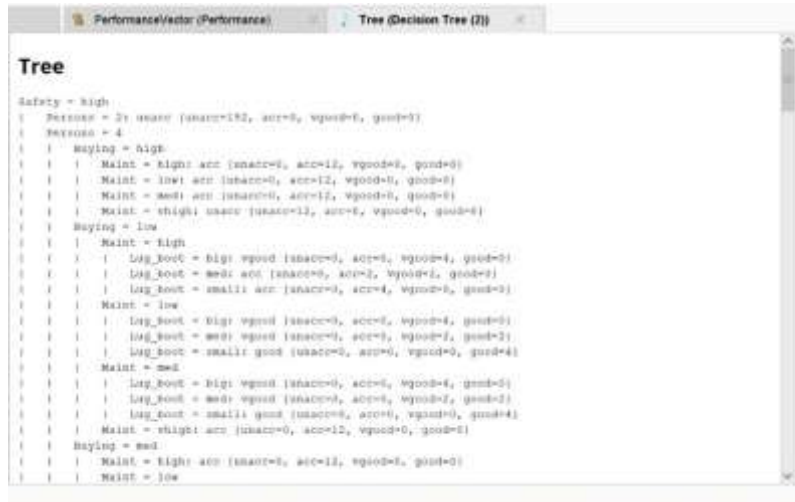 PerformanceVector (Performance)
Tree (Decision Tree (2))
Tree
Safety = high
| Persons = 2: unacc {unacc=192, acc=0, vgood=0, good=0}
| Persons = 4
| | Buying = high
| | | Maint = high: acc {unacc=0, acc=12, vgood=0, good=0}
| | | Maint = low: acc {unacc=0, acc=12, vgood=0, good=0}
| | | Maint = med: acc {unacc=0, acc=12, vgood=0, good=0}
| | | Maint = vhigh: unacc {unacc=12, acc=0, vgood=0, good=0}
| | Buying = low
| | | Maint = high
| | | | Lug_boot = big: vgood {unacc=0, acc=0, vgood=4, good=0}
| | | | Lug_boot = med: acc {unacc=0, acc=2, vgood=2, good=0}
| | | | Lug_boot = small: acc {unacc=0, acc=4, vgood=0, good=0}
| | | Maint = low
| | | | Lug_boot = big: vgood {unacc=0, acc=0, vgood=4, good=0}
| | | | Lug_boot = med: vgood {unacc=0, acc=0, vgood=2, good=2}
| | | | Lug_boot = small: good {unacc=0, acc=0, vgood=0, good=4}
| | | Maint = med
| | | | Lug_boot = big: vgood {unacc=0, acc=0, vgood=4, good=0}
| | | | Lug_boot = med: vgood {unacc=0, acc=0, vgood=2, good=2}
| | | | Lug_boot = small: good {unacc=0, acc=0, vgood=0, good=4}
| | | Maint = vhigh: acc {unacc=0, acc=12, vgood=0, good=0}
| | Buying = med
| | | Maint = high: acc {unacc=0, acc=12, vgood=0, good=0}
| | | Maint = low